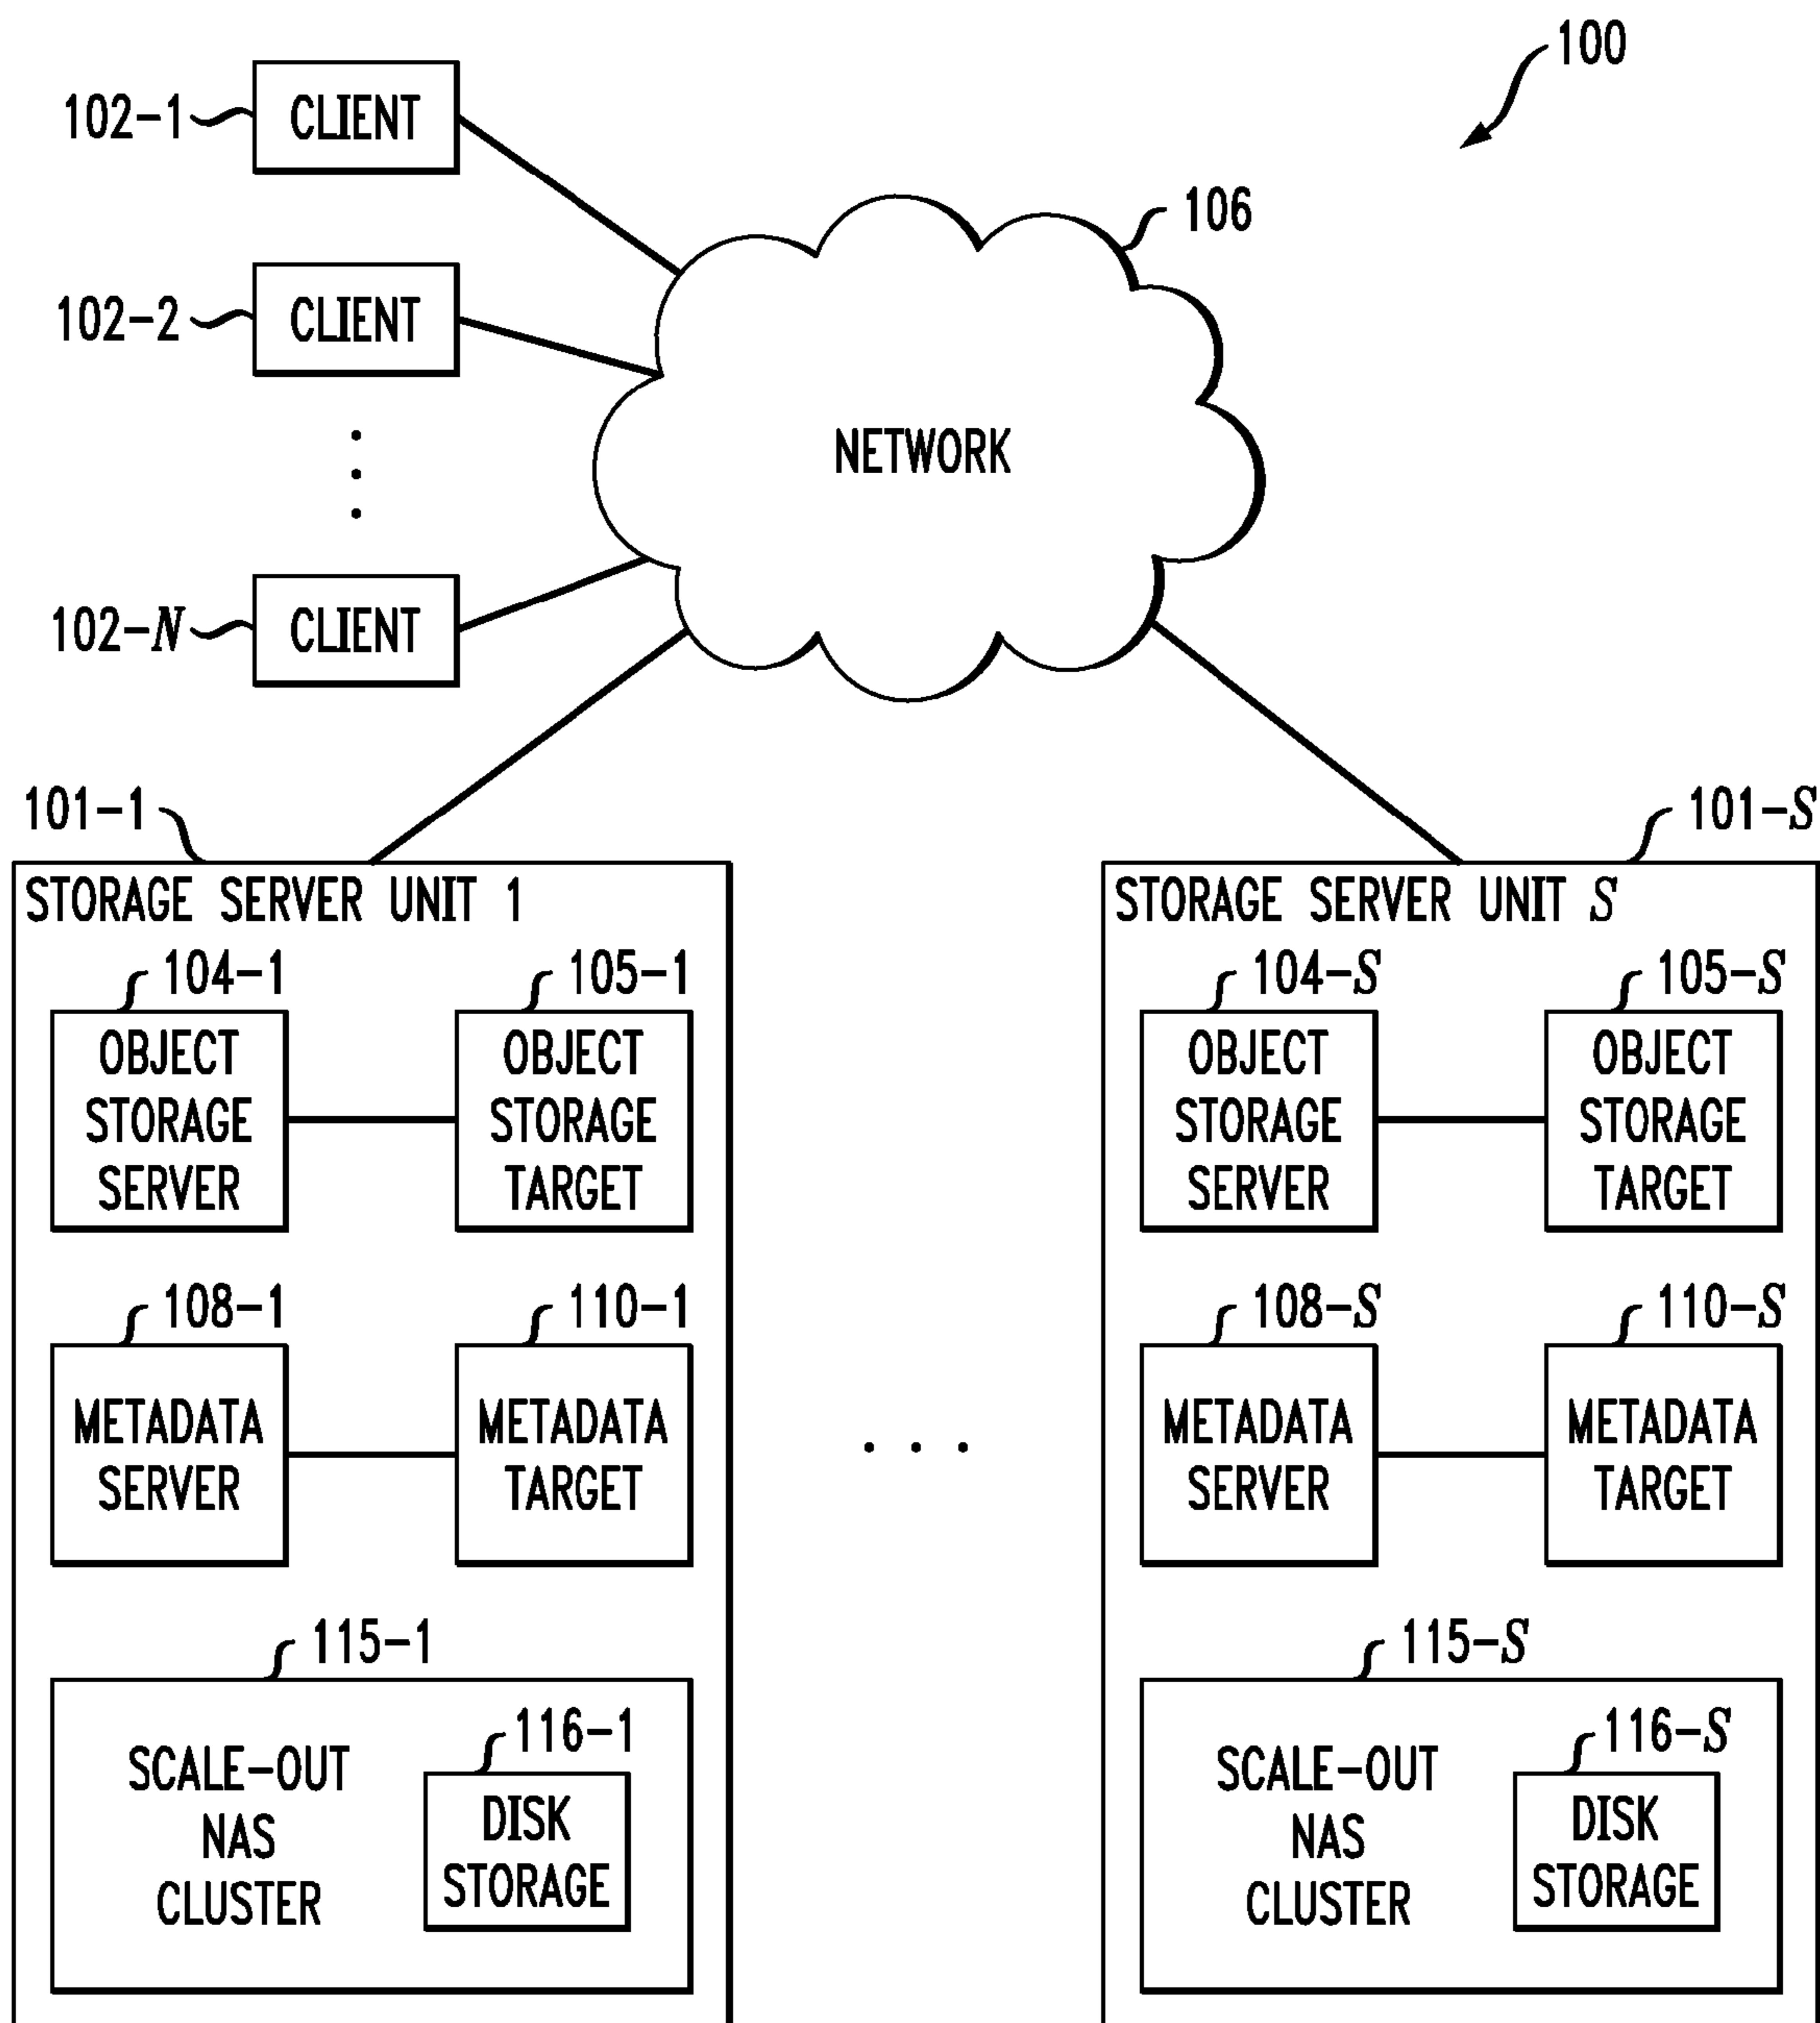 100
102-1
CLIENT
106
102-2
CLIENT
NETWORK
102-N
CLIENT
101-1
101-S
STORAGE SERVER UNIT 1
104-1
105-1
OBJECT
STORAGE
SERVER
OBJECT
STORAGE
TARGET
108-1
110-1
METADATA
SERVER
METADATA
TARGET
115-1
SCALE-OUT
NAS
CLUSTER
116-1
DISK
STORAGE
STORAGE SERVER UNIT S
104-S
105-S
OBJECT
STORAGE
SERVER
OBJECT
STORAGE
TARGET
108-S
110-S
METADATA
SERVER
METADATA
TARGET
115-S
SCALE-OUT
NAS
CLUSTER
116-S
DISK
STORAGE